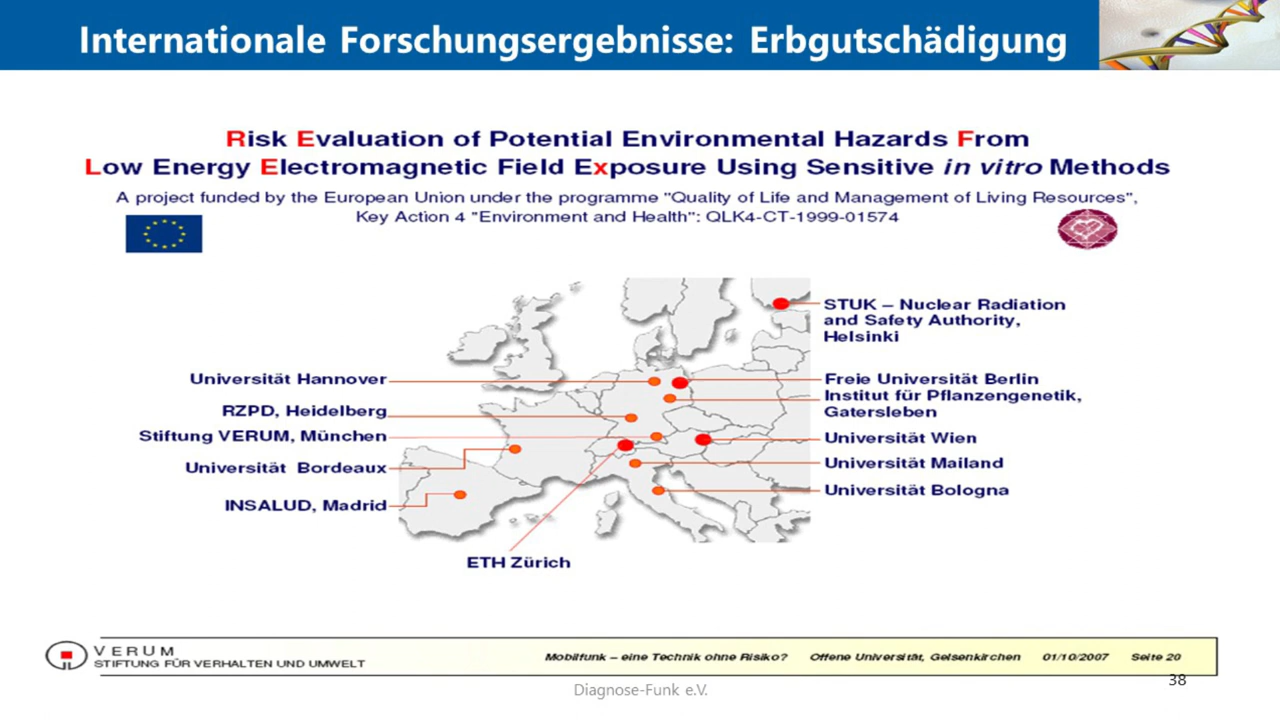 Internationale Forschungsergebnisse: Erbgutschädigung
Risk Evaluation of Potential Environmental Hazards From
Low Energy Electromagnetic Field Exposure Using Sensitive in vitro Methods
A project funded by the European Union under the programme "Quality of Life and Management of Living Resources",
Key Action 4 "Environment and Health": QLK4-CT-1999-01574
STUK – Nuclear Radiation
and Safety Authority,
Helsinki
Universität Hannover
RZPD, Heidelberg
Stiftung VERUM, München
Universität Bordeaux
INSALUD, Madrid
Freie Universität Berlin
Institut für Pflanzengenetik,
Gatersleben
Universität Wien
Universität Mailand
Universität Bologna
ETH Zürich
VERUM
STIFTUNG FÜR VERHALTEN UND UMWELT
Mobilfunk – eine Technik ohne Risiko? Offene Universität, Gelsenkirchen 01/10/2007 Seite 20
38
Diagnose-Funk e.V.